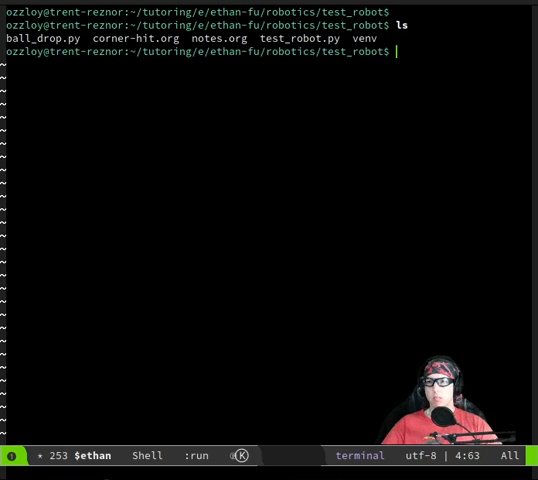 ozzloy@trent-reznor:~/tutoring/e/ethan-fu/robotics/test_robot$
ozzloy@trent-reznor:~/tutoring/e/ethan-fu/robotics/test_robot$ ls
ball_drop.py  corner-hit.org  notes.org  test_robot.py  venv
ozzloy@trent-reznor:~/tutoring/e/ethan-fu/robotics/test_robot$
* 253 $ethan  Shell  :run  Ⓚ  terminal  utf-8 | 4:63  All